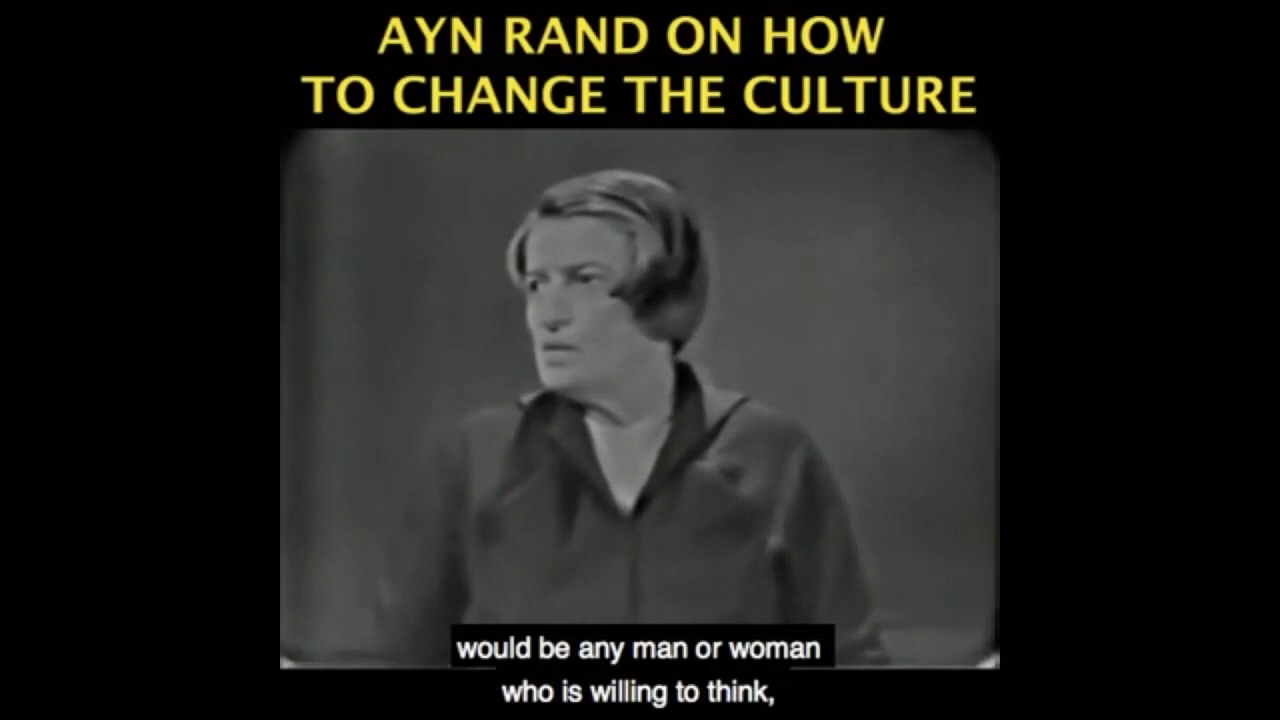 AYN RAND ON HOW
TO CHANGE THE CULTURE
would be any man or woman
who is willing to think,